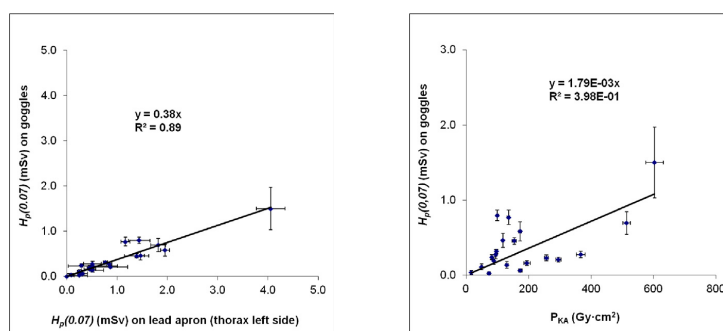 5.0
4.0
3.0
2.0
1.0
0.0
0.0 1.0 2.0 3.0 4.0 5.0
Hp(0.07) (mSv) on goggles
y = 0.38x
R² = 0.89
Hp(0.07) (mSv) on lead apron (thorax left side)
3.0
2.0
1.0
0.0
0 200 400 600 800
Hp(0,07) (mSv) on goggles
y = 1.79E-03x
R² = 3.98E-01
PKA (Gy·cm²)